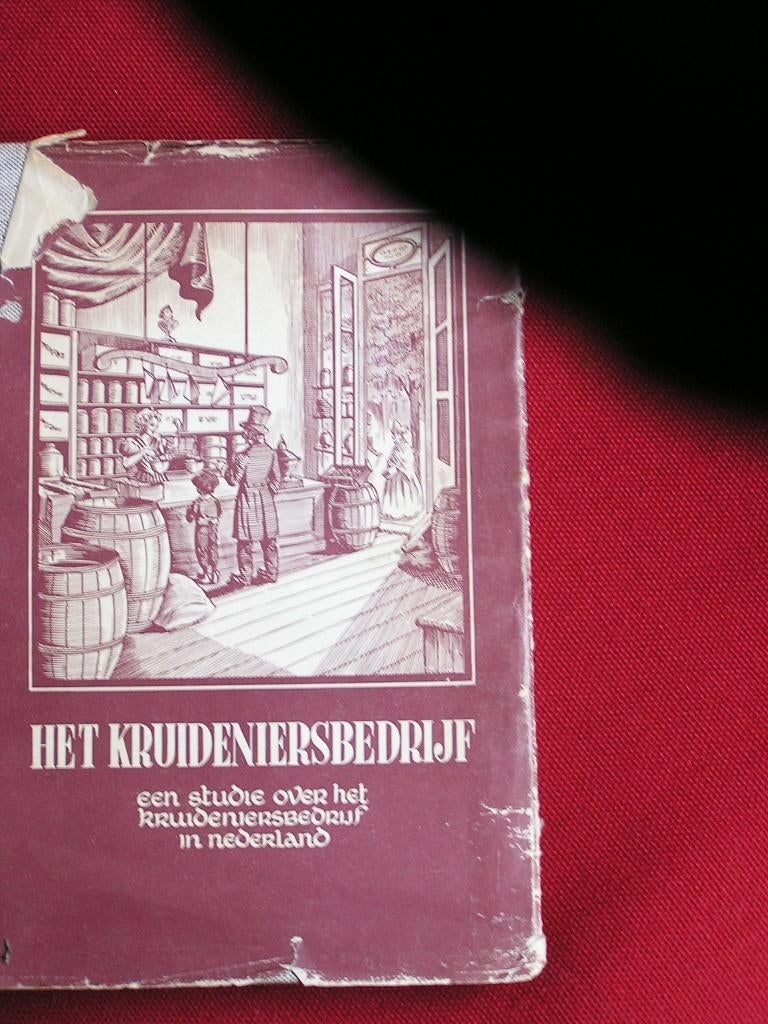 HET KRUIDENIERSBEDRIJF
een studie over het
kruideniersbedrijf
in nederland